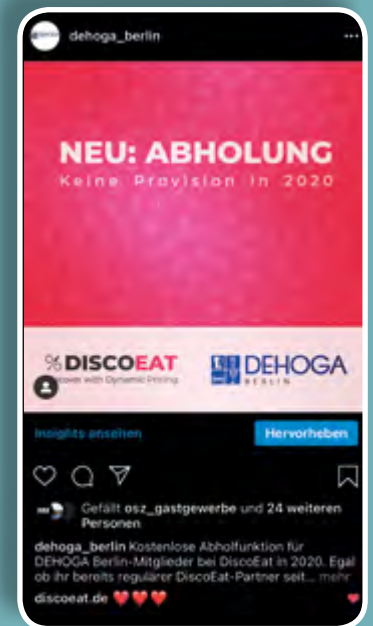 dehoga_berlin
NEU: ABHOLUNG
Keine Provision in 2020
% DISCOEAT
over with Dynamic Pricing
DEHOGA
BERLIN
Insights ansehen
Hervorheben
Gefällt osz_gastgewerbe und 24 weiteren
Personen
dehoga_berlin Kostenlose Abholfunktion für
DEHOGA Berlin-Mitglieder bei DiscoEat in 2020. Egal
ob ihr bereits regulärer DiscoEat-Partner seit... mehr
discoeat.de